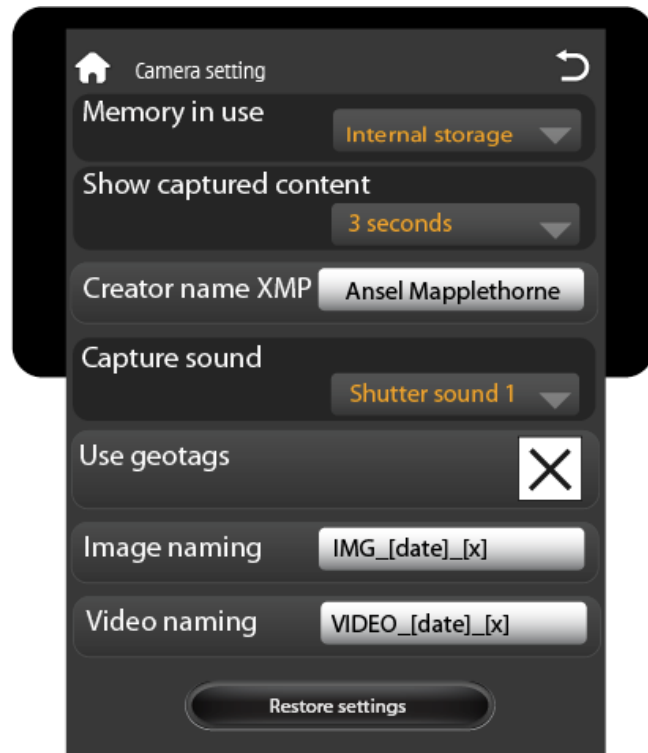 Camera setting
Memory in use
Internal storage
Show captured content
3 seconds
Creator name XMP Ansel Mapplethorne
Capture sound
Shutter sound 1
Use geotags
Image naming IMG_[date]_[x]
Video naming VIDEO_[date]_[x]
Restore settings